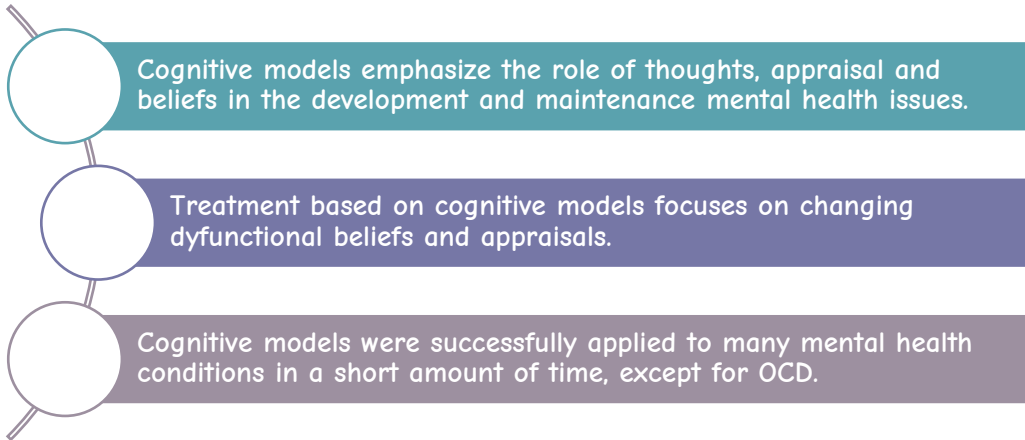 Cognitive models emphasize the role of thoughts, appraisal and
beliefs in the development and maintenance mental health issues.
Treatment based on cognitive models focuses on changing
dyfunctional beliefs and appraisals.
Cognitive models were successfully applied to many mental health
conditions in a short amount of time, except for OCD.